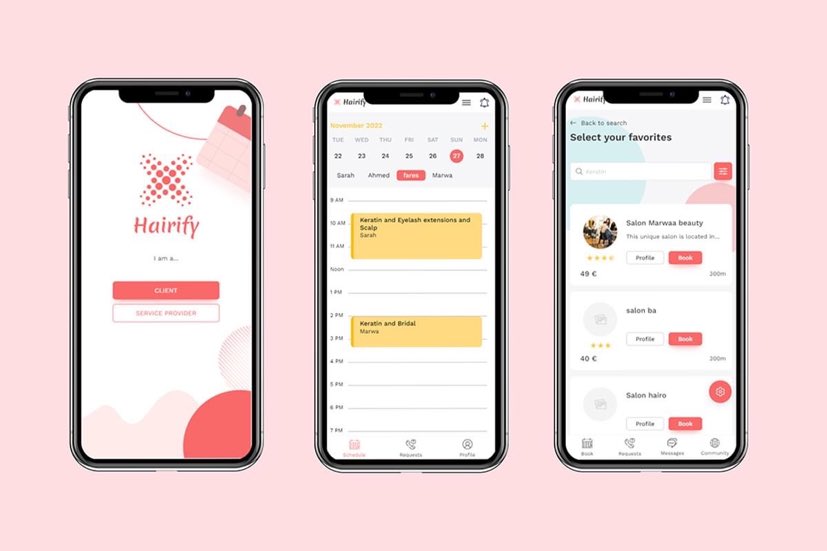 Hairify
I am a...
CLIENT
SERVICE PROVIDER
Hairify
November 2022
+
TUE WED THU FRI SAT SUN MON
22 23 24 25 26 27 28
Sarah Ahmed fares Marwa
9 AM
10 AM
Keratin and Eyelash extensions and
Scalp
Sarah
11 AM
Noon
1 PM
2 PM
Keratin and Bridal
Marwa
3 PM
4 PM
5 PM
6 PM
7 PM
Schedule Requests Profile
Hairify
← Back to search
Select your favorites
Keratin
Salon Marwaa beauty
This unique salon is located in...
Profile Book
49 € 300m
salon ba
Profile Book
40 € 200m
Salon hairo
Profile Book
Book Requests Messages Community